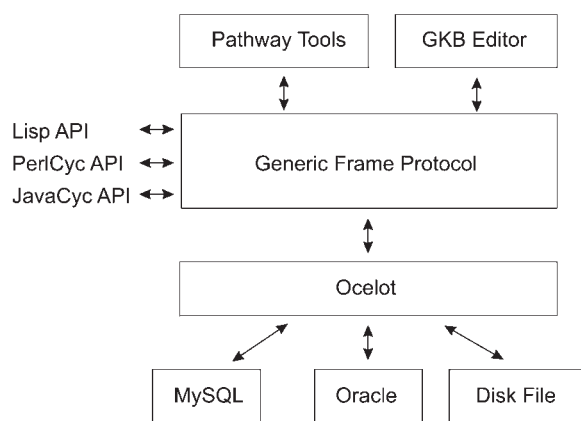 Pathway Tools
GKB Editor
Lisp API
PerlCyc API
JavaCyc API
Generic Frame Protocol
Ocelot
MySQL
Oracle
Disk File